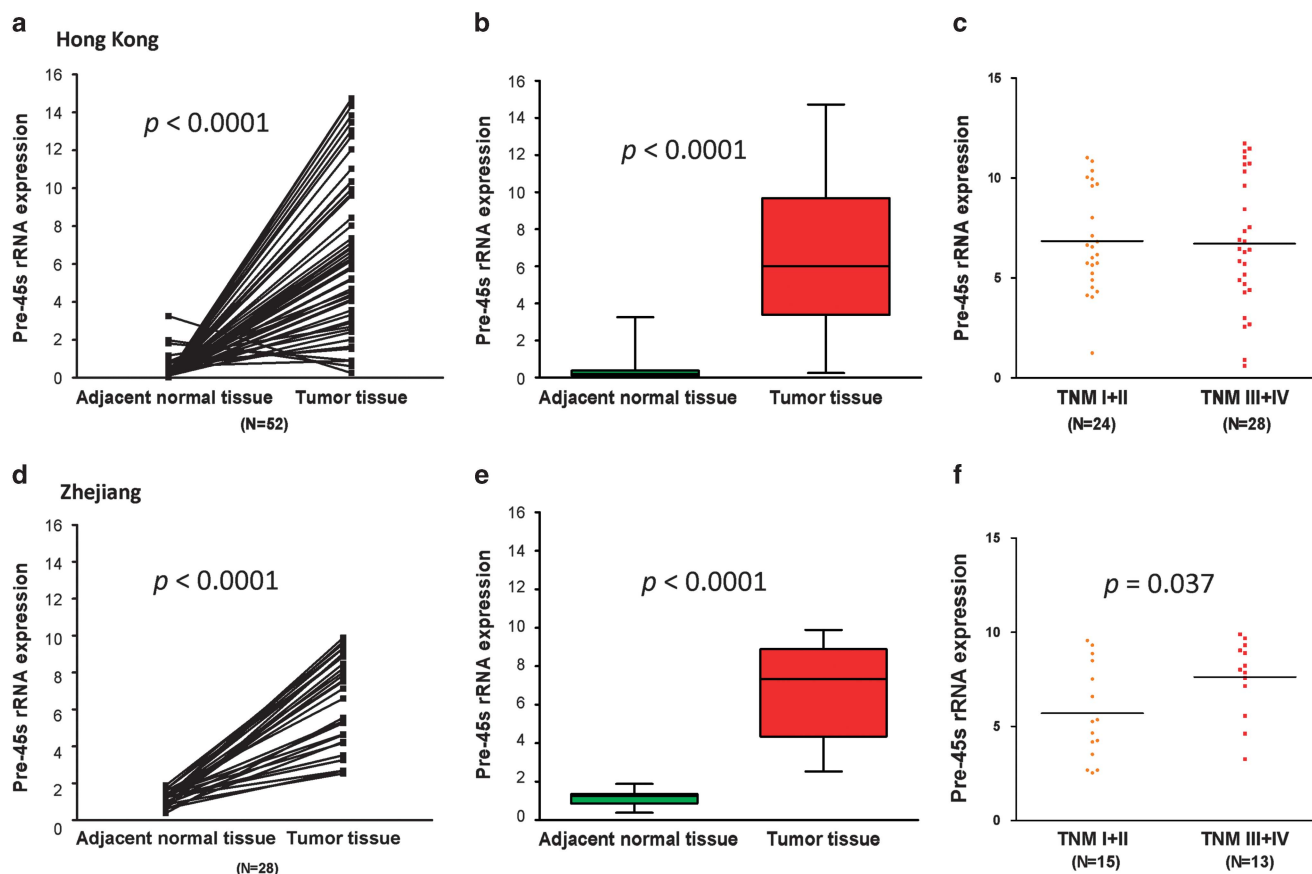 a
Hong Kong
Pre-45s rRNA expression
16
14
12
10
8
6
4
2
0
p < 0.0001
Adjacent normal tissue Tumor tissue
(N=52)
b
Pre-45s rRNA expression
16
14
12
10
8
6
4
2
0
p < 0.0001
Adjacent normal tissue Tumor tissue
c
Pre-45s rRNA expression
15
10
5
0
TNM I+II TNM III+IV
(N=24) (N=28)
d
Zhejiang
Pre-45s rRNA expression
16
14
12
10
8
6
4
2
0
p < 0.0001
Adjacent normal tissue Tumor tissue
(N=28)
e
Pre-45s rRNA expression
16
14
12
10
8
6
4
2
0
p < 0.0001
Adjacent normal tissue Tumor tissue
f
Pre-45s rRNA expression
15
10
5
0
p = 0.037
TNM I+II TNM III+IV
(N=15) (N=13)